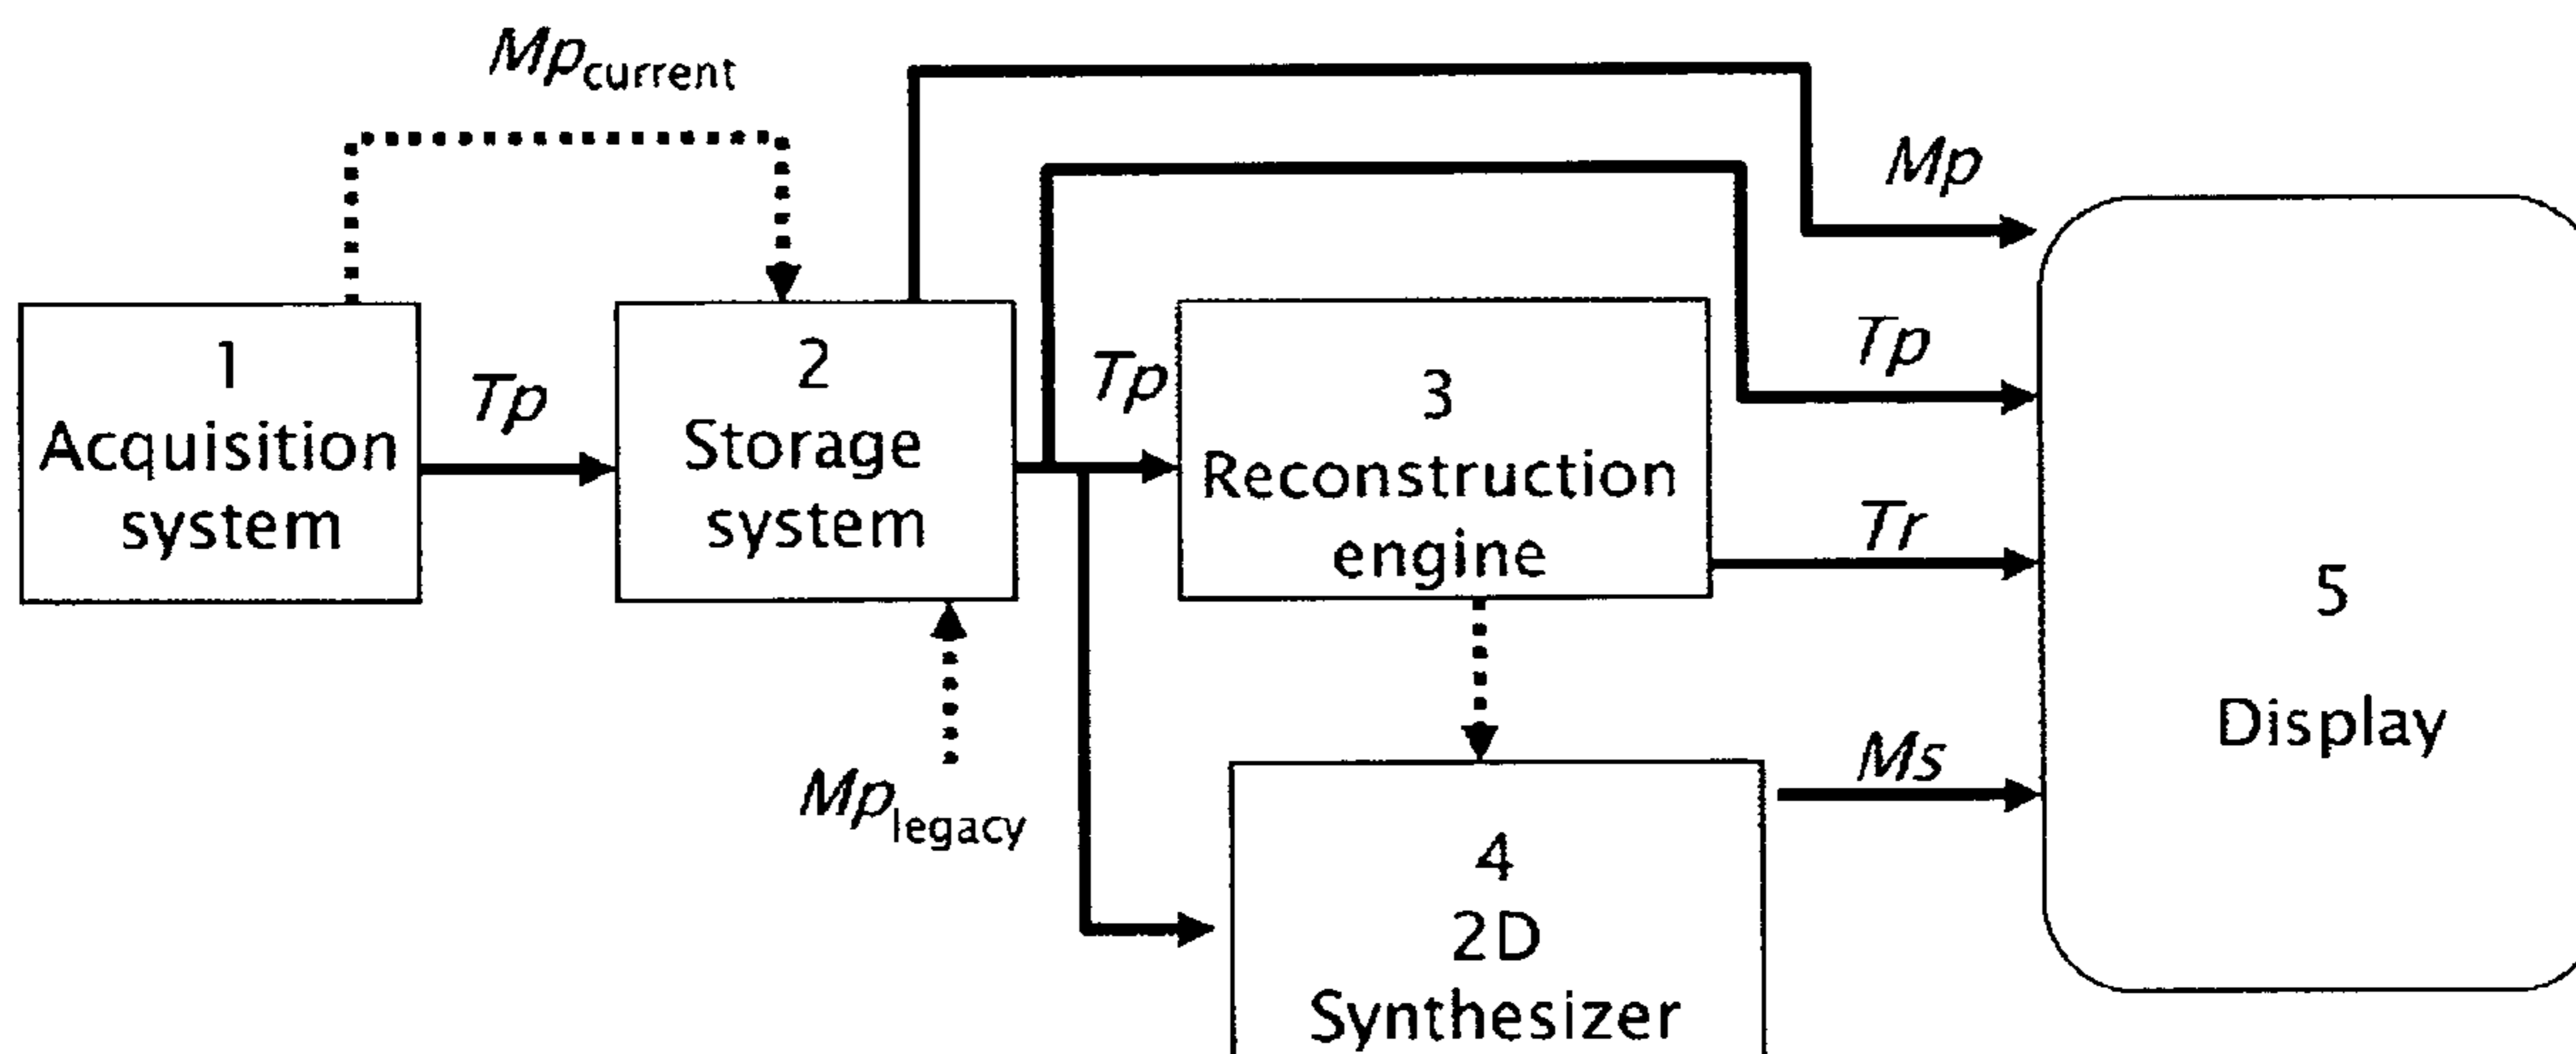 Mp current
Mp
1
Acquisition
system
Tp
2
Storage
system
Tp
3
Reconstruction
engine
Tp
Tr
5
Display
Mp legacy
Ms
4
2D
Synthesizer